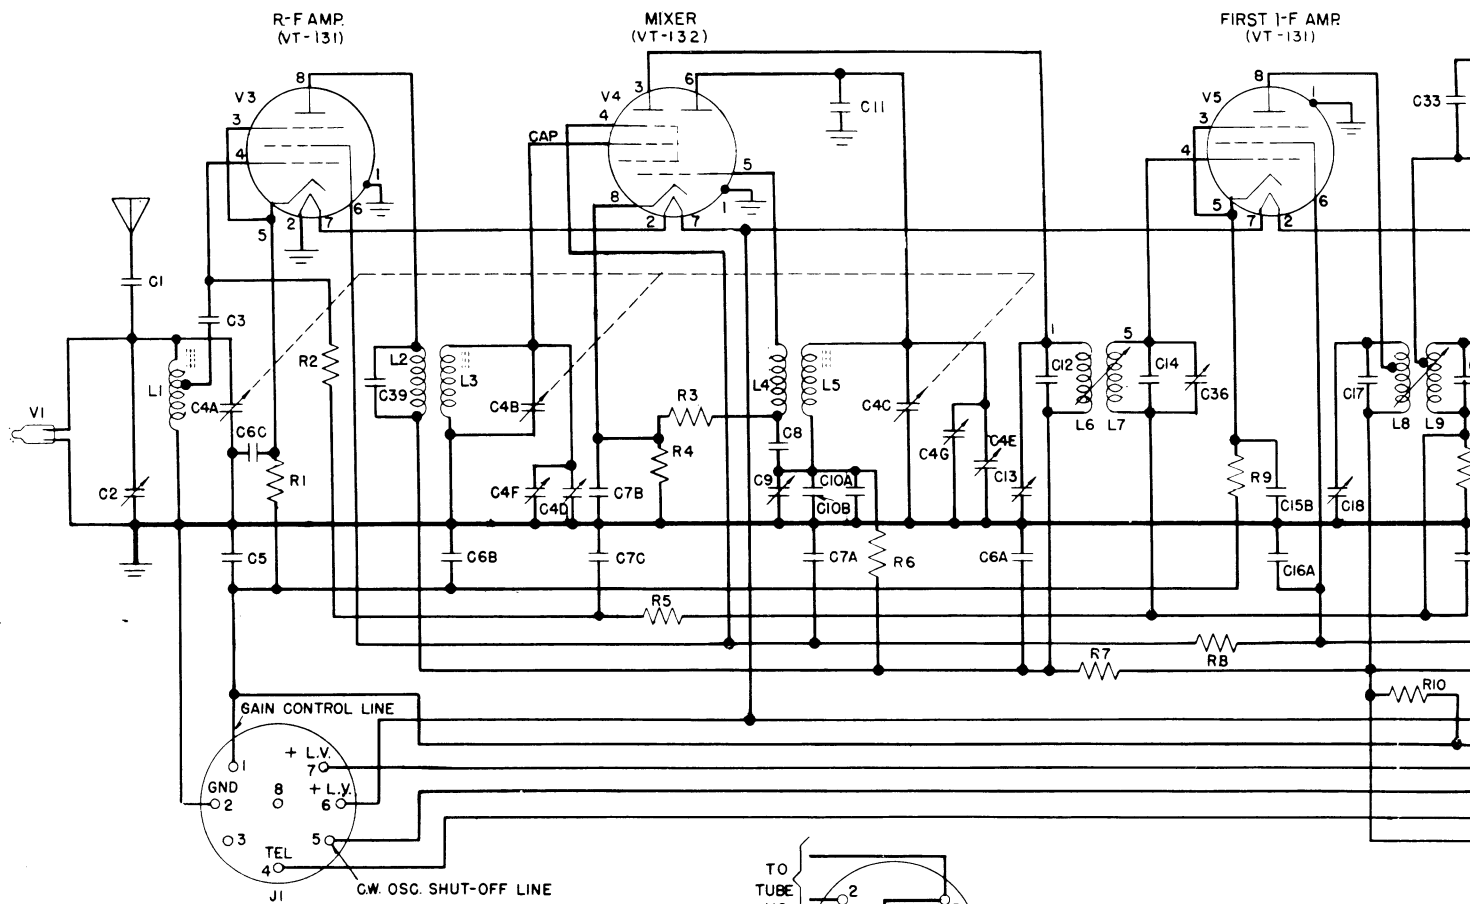 R-F AMP.
(VT-131)
MIXER
(VT-132)
FIRST I-F AMP.
(VT-131)
8
V3
3
4
1
6
5
2
7
3
6
V4
4
CAP
5
8
1
2
7
C11
8
1
V5
3
4
5
6
7
2
C33
C1
C3
R2
L1
C4A
C6C
R1
V1
C2
L2
C39
L3
C4B
C4F
C4D
C7B
R3
R4
L4
L5
C8
C9
C10A
C10B
C4C
C4G
C4E
C13
1
C12
L6
5
L7
C14
C36
R9
C15B
C17
C18
L8
L9
C5
C6B
C7C
C7A
R6
C6A
C16A
R5
R8
R7
R10
GAIN CONTROL LINE
1
+ L.V.
7
GND
2
8
+ L.V.
6
3
5
TEL
4
J1
C.W. OSC. SHUT-OFF LINE
TO
TUBE
2